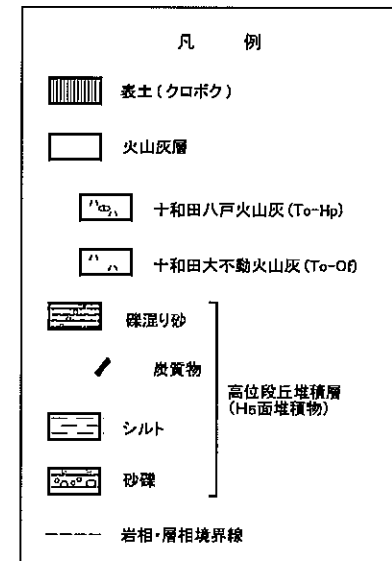 凡 例
表土(クロボク)
火山灰層
十和田八戸火山灰(To-Hp)
十和田大不動火山灰(To-Of)
礫混り砂
炭質物
シルト
砂礫
高位段丘堆積層
(H5面堆積物)
岩相・層相境界線